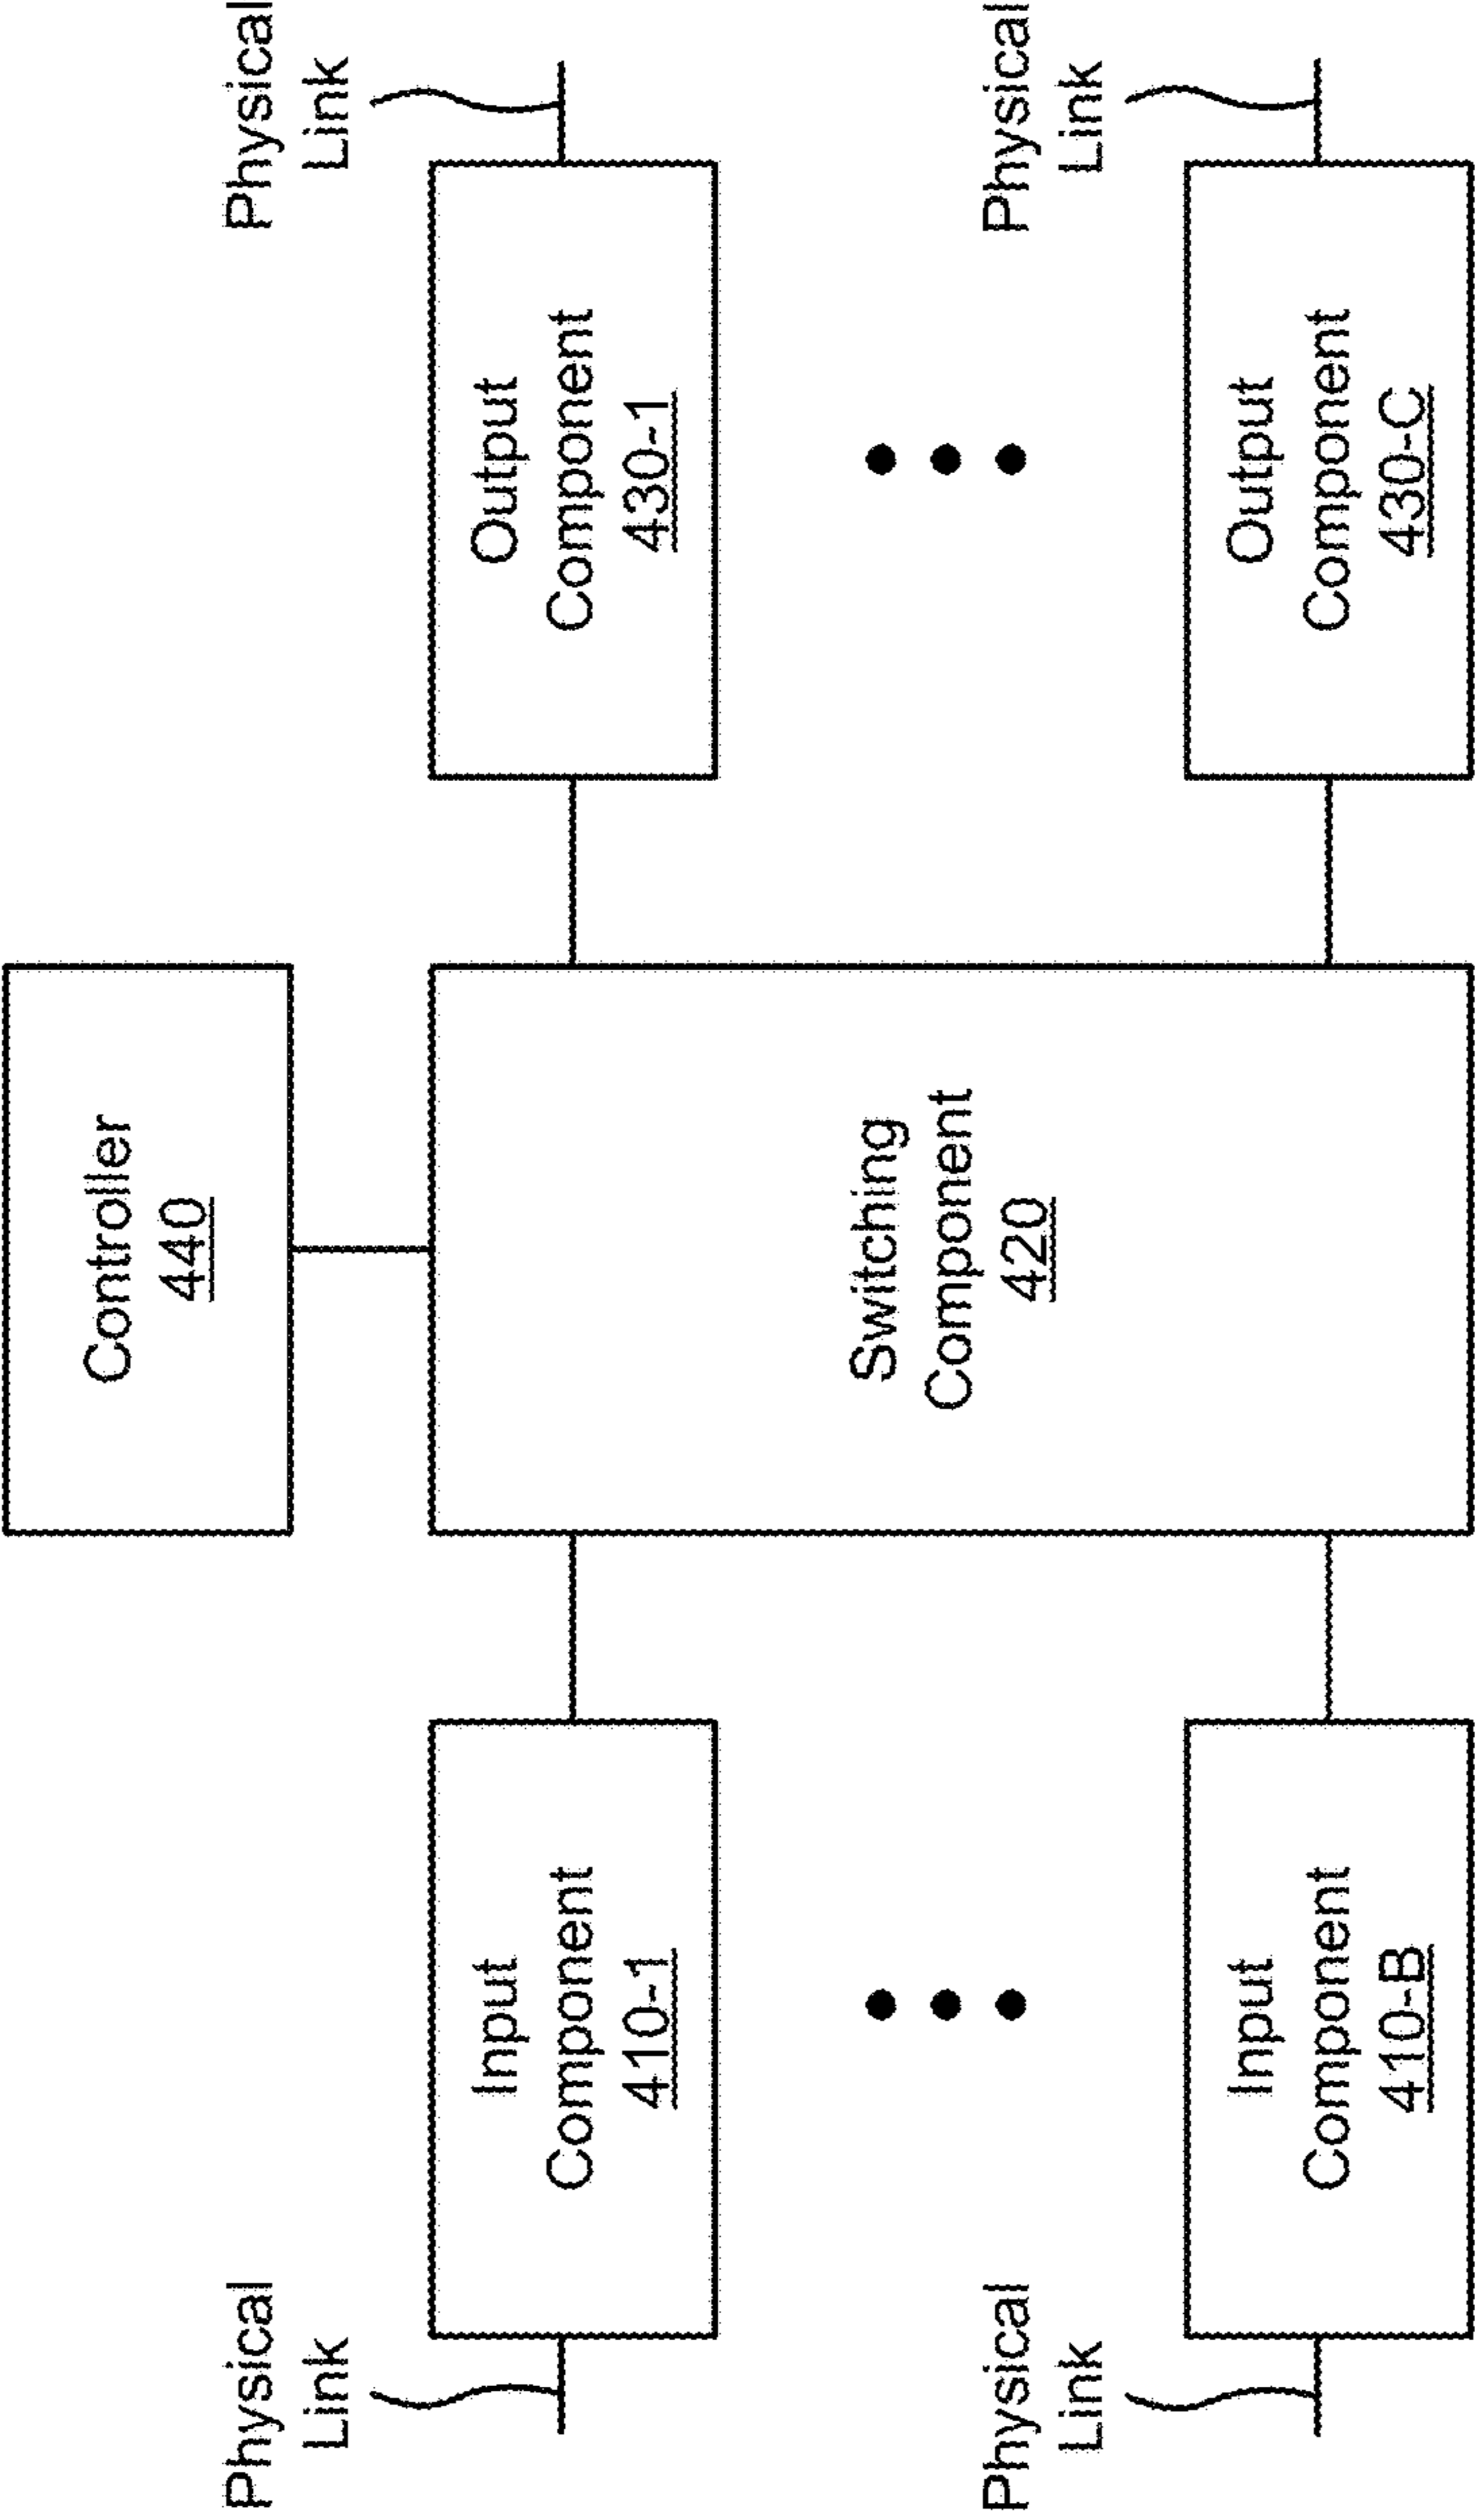 Controller
440
Physical
Link
Input
Component
410-1
Switching
Component
420
Output
Component
430-1
Physical
Link
Physical
Link
Input
Component
410-B
Output
Component
430-C
Physical
Link